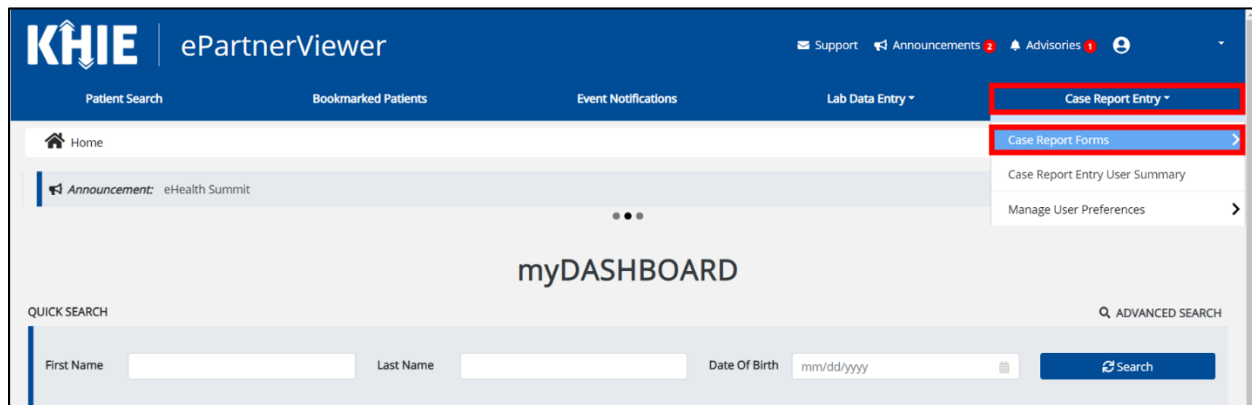 KHIE ePartnerViewer
Support Announcements 2 Advisories 1
Patient Search Bookmarked Patients Event Notifications Lab Data Entry Case Report Entry
Home
Case Report Forms
Announcement: eHealth Summit
Case Report Entry User Summary
Manage User Preferences
myDASHBOARD
QUICK SEARCH
ADVANCED SEARCH
First Name Last Name Date Of Birth mm/dd/yyyy Search